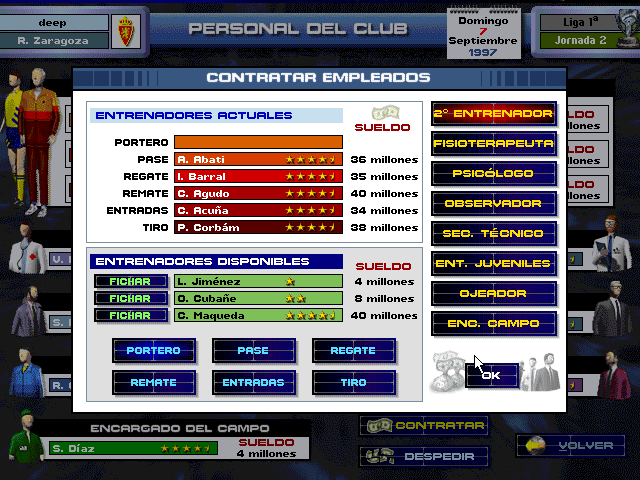 deep
R. Zaragoza
PERSONAL DEL CLUB
Domingo
7
Septiembre
1997
Liga 1ª
Jornada 2
CONTRATAR EMPLEADOS
ENTRENADORES ACTUALES
SUELDO
PORTERO
PASE A. Abati 36 millones
REGATE I. Barral 35 millones
REMATE C. Agudo 40 millones
ENTRADAS C. Acuña 34 millones
TIRO P. Corbám 38 millones
ENTRENADORES DISPONIBLES
SUELDO
FICHAR L. Jiménez 4 millones
FICHAR O. Cubañe 8 millones
FICHAR C. Maqueda 40 millones
PORTERO PASE REGATE
REMATE ENTRADAS TIRO
2º ENTRENADOR
FISIOTERAPEUTA
PSICÓLOGO
OBSERVADOR
SEC. TÉCNICO
ENT. JUVENILES
OJEADOR
ENC. CAMPO
OK
ENCARGADO DEL CAMPO
S. Díaz
SUELDO
4 millones
CONTRATAR
DESPEDIR
VOLVER